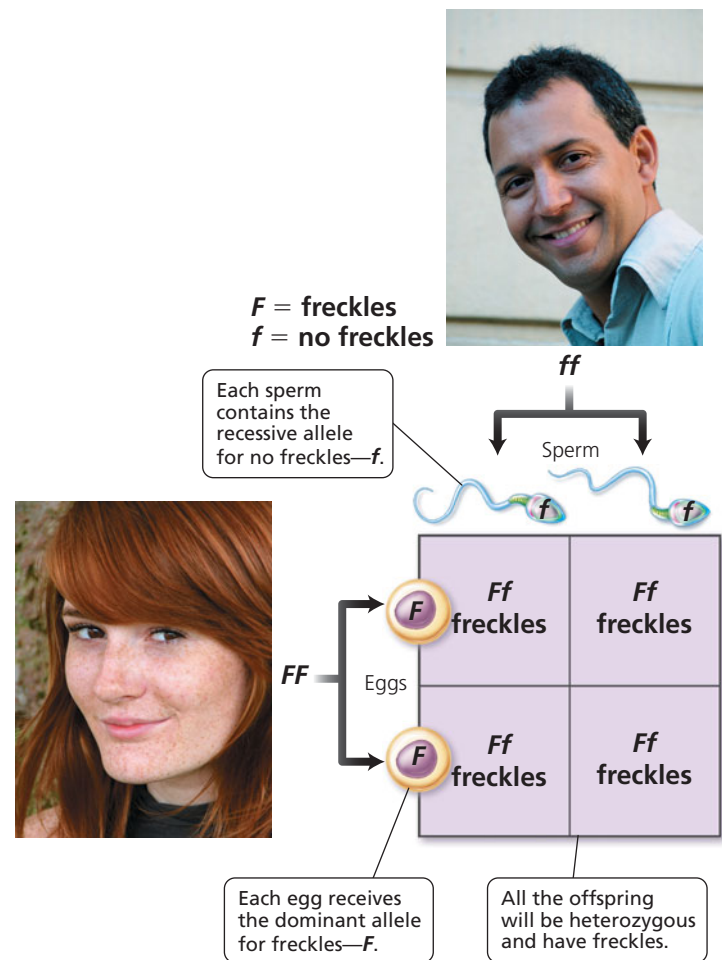 F = freckles
f = no freckles
ff
Each sperm
contains the
recessive allele
for no freckles—f.
Sperm
f
f
FF
Eggs
F
F
Ff
freckles
Ff
freckles
Ff
freckles
Ff
freckles
Each egg receives
the dominant allele
for freckles—F.
All the offspring
will be heterozygous
and have freckles.